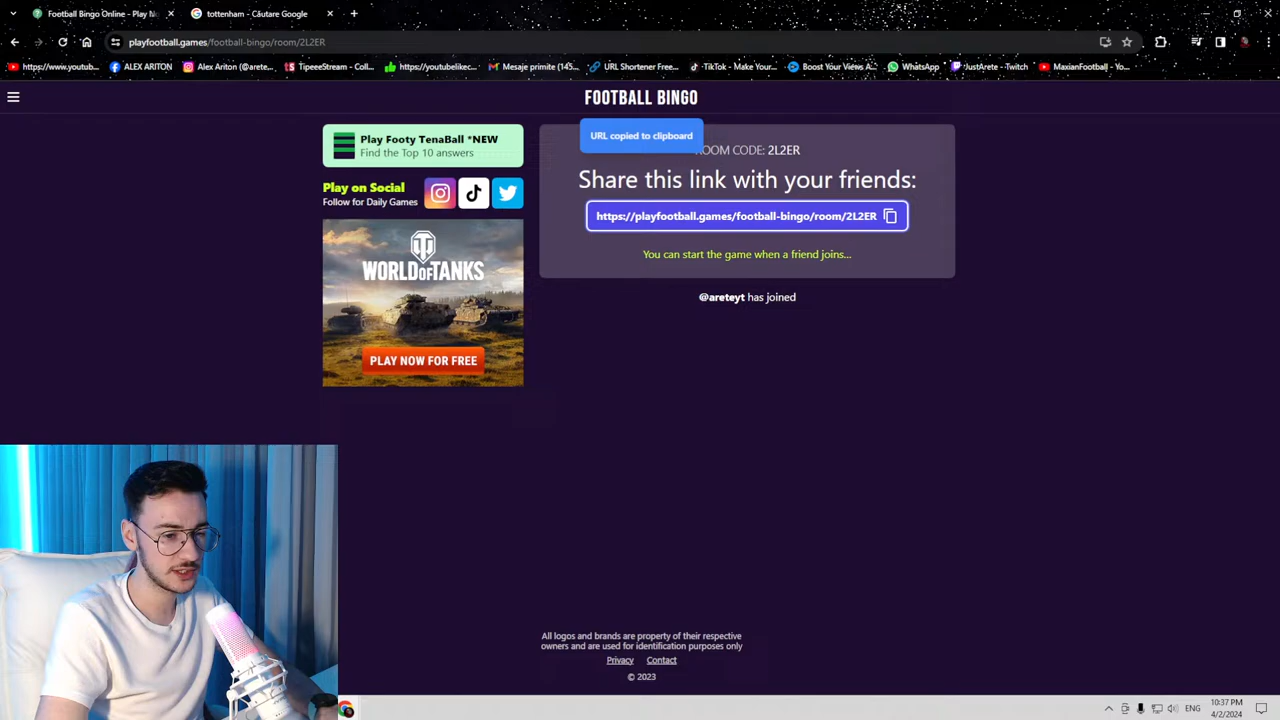 Football Bingo Online - Play N
tottenham - Căutare Google
playfootball.games/football-bingo/room/2L2ER
https://www.youtub...
ALEX ARITON
Alex Ariton (@arete...
TipeeeStream - Coll...
https://youtubelikec...
Mesaje primite (145...
URL Shortener Free...
TikTok - Make Your...
Boost Your Views A...
WhatsApp
JustArete - Twitch
MaxianFootball - Yo...
FOOTBALL BINGO
Play Footy TenaBall *NEW
Find the Top 10 answers
Play on Social
Follow for Daily Games
WORLD OF TANKS
PLAY NOW FOR FREE
URL copied to clipboard
ROOM CODE: 2L2ER
Share this link with your friends:
https://playfootball.games/football-bingo/room/2L2ER
You can start the game when a friend joins...
@areteyt has joined
All logos and brands are property of their respective
owners and are used for identification purposes only
Privacy Contact
© 2023
ENG
10:37 PM
4/2/2024